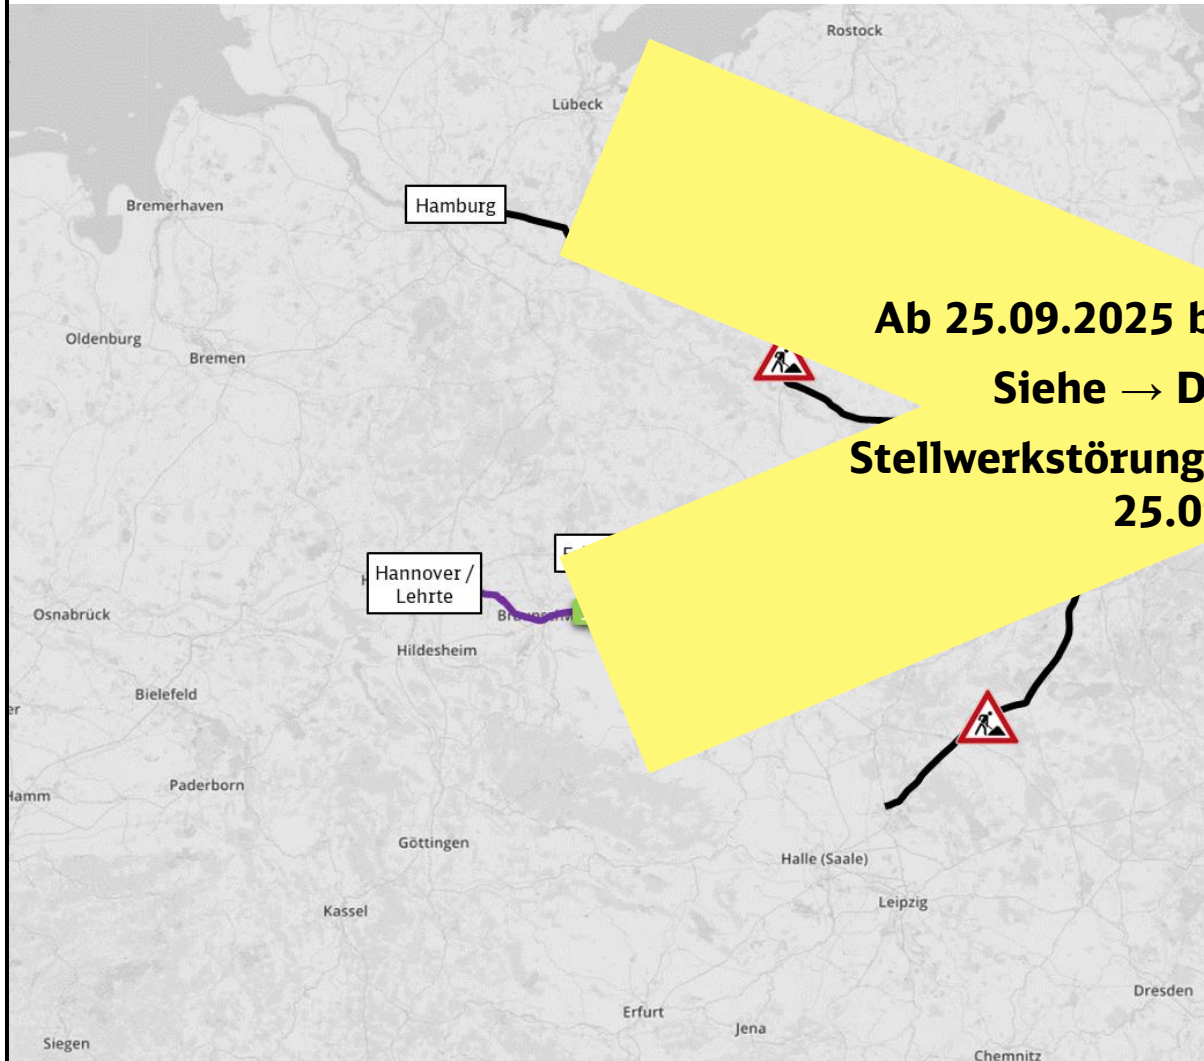 Rostock
Lübeck
Bremerhaven
Hamburg
Ab 25.09.2025 b
Oldenburg
Bremen
Siehe → D
Stellwerkstörung
25.0
Hannover /
Lehrte
Osnabrück
Hildesheim
Bielefeld
er
Paderborn
Hamm
Göttingen
Halle (Saale)
Leipzig
Kassel
Dresden
Erfurt
Jena
Siegen
Chemnitz